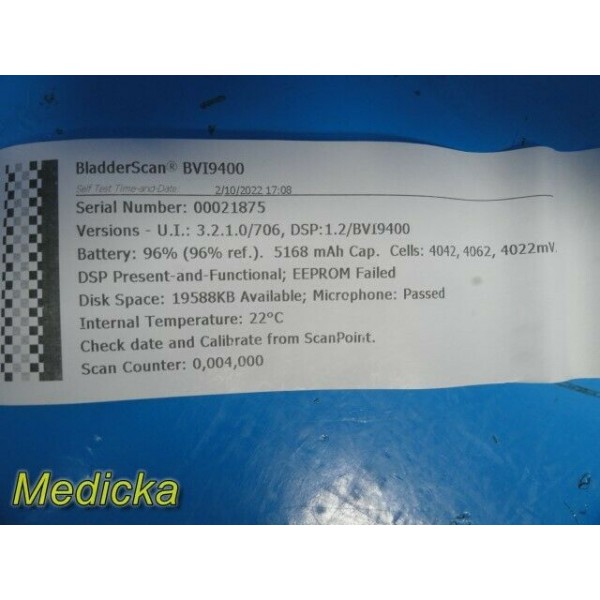 BladderScan® BVI9400
Self Test Time-and-Date: 2/10/2022 17:08
Serial Number: 00021875
Versions - U.I.: 3.2.1.0/706, DSP:1.2/BVI9400
Battery: 96% (96% ref.). 5168 mAh Cap. Cells: 4042, 4062, 4022mV.
DSP Present-and-Functional; EEPROM Failed
Disk Space: 19588KB Available; Microphone: Passed
Internal Temperature: 22°C
Check date and Calibrate from ScanPoint.
Scan Counter: 0,004,000
Medicka